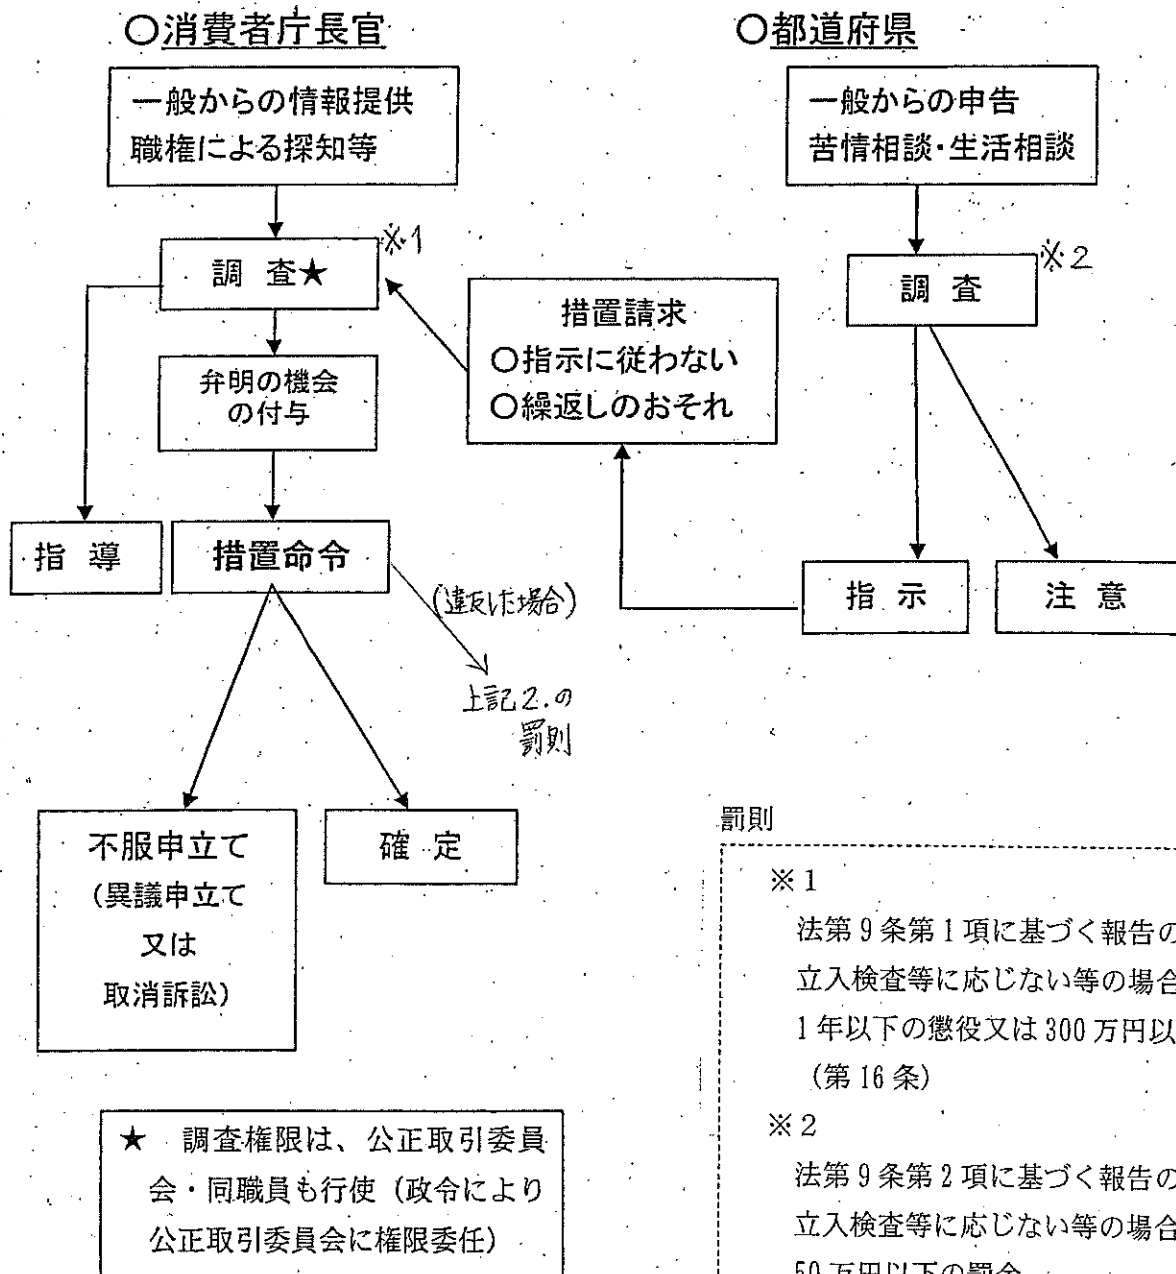 ○消費者庁長官
一般からの情報提供
職権による探知等
調 査★
※1
弁明の機会
の付与
指 導
措置命令
(違反した場合)
上記2.の
罰則
不服申立て
(異議申立て
又は
取消訴訟)
確 定
★ 調査権限は、公正取引委員
会・同職員も行使(政令により
公正取引委員会に権限委任)
措置請求
○指示に従わない
○繰返しのおそれ
○都道府県
一般からの申告
苦情相談・生活相談
調 査
※2
指 示
注 意
罰則
※1
法第9条第1項に基づく報告の
立入検査等に応じない等の場合
1年以下の懲役又は300万円以
(第16条)
※2
法第9条第2項に基づく報告の
立入検査等に応じない等の場合
50万円以下の罰金